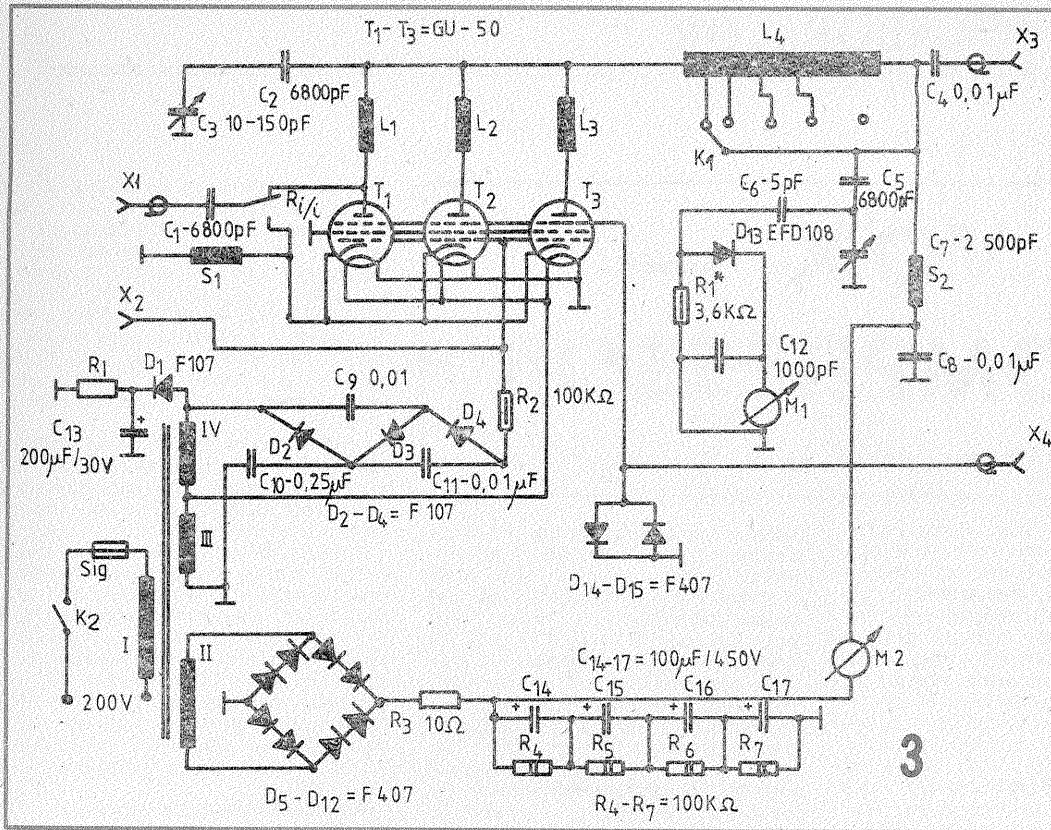 T1-T3=GU-50
L4
X3
C2
6800pF
C4 0,01µF
C3 10-150pF
L1
L2
L3
K1
X1
Ri/i
T1
T2
T3
C6-5pF
C5
6800pF
C1-6800pF
D13 EFD108
C7-2 500pF
S1
S2
R1*
3,6KΩ
X2
C12
1000pF
C8-0,01µF
R1
D1 F107
C9 0,01
R2
100KΩ
M1
D4
C13
200µF/30V
IV
D2
D3
X4
C10-0,25µF
C11-0,01µF
D2-D4=F107
III
Sig
D14-D15=F407
K2
I
II
C14-17=100µF/450V
M2
200V
C14
C15
C16
C17
R3
10Ω
+
+
+
+
R4
R5
R6
R7
3
D5-D12=F407
R4-R7=100KΩ